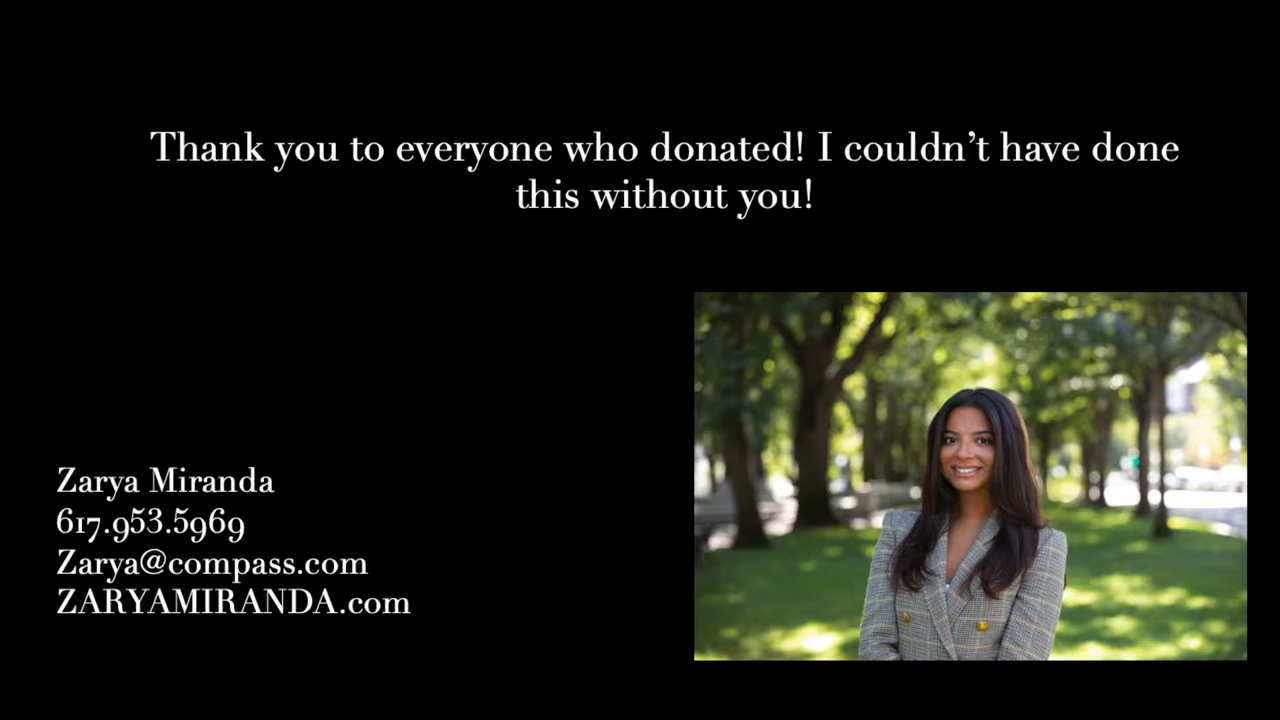 Thank you to everyone who donated! I couldn’t have done
this without you!
Zarya Miranda
617.953.5969
Zarya@compass.com
ZARYAMIRANDA.com